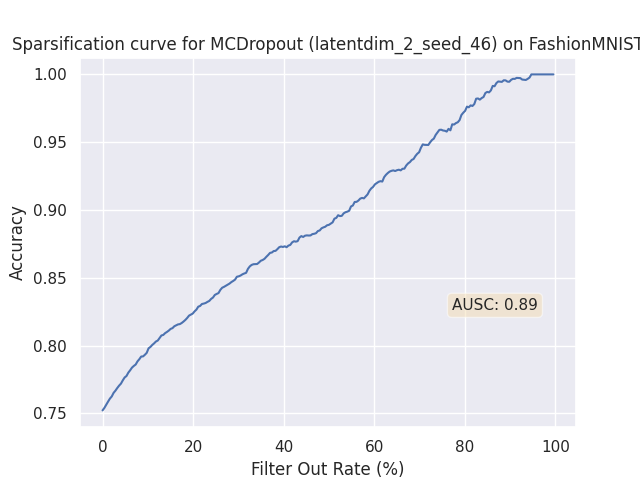 Sparsification curve for MCDropout (latentdim_2_seed_46) on FashionMNIST
1.00
0.95
0.90
0.85
0.80
0.75
Accuracy
AUSC: 0.89
0 20 40 60 80 100
Filter Out Rate (%)